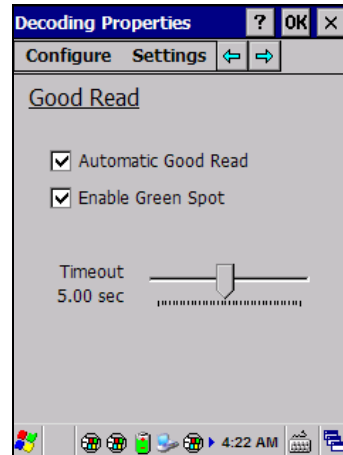 Decoding Properties ? OK ×
Configure Settings
Good Read
Automatic Good Read
Enable Green Spot
Timeout
5.00 sec
4:22 AM